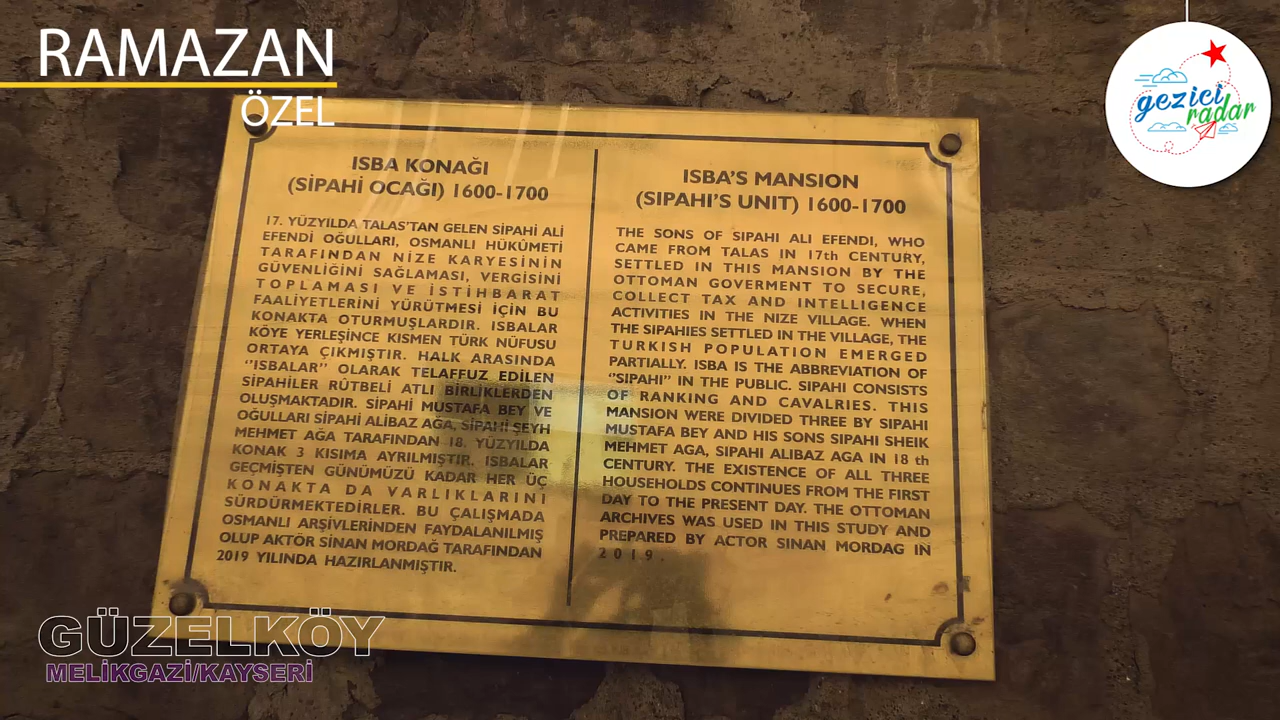 RAMAZAN
ÖZEL
gezici
radar
ISBA KONAĞI
(SİPAHİ OCAĞI) 1600-1700
17. YÜZYILDA TALAS'TAN GELEN SİPAHİ ALİ
EFENDİ OĞULLARI, OSMANLI HÜKÛMETİ
TARAFINDAN NİZE KARYESİNİN
GÜVENLİĞİNİ SAĞLAMASI, VERGİSİNİ
TOPLAMASI VE İSTİHBARAT
FAALİYETLERİNİ YÜRÜTMESİ İÇİN BU
KONAKTA OTURMUŞLARDIR. ISBALAR
KÖYE YERLEŞİNCE KISMEN TÜRK NÜFUSU
ORTAYA ÇIKMIŞTIR. HALK ARASINDA
‘'ISBALAR’' OLARAK TELAFFUZ EDİLEN
SİPAHİLER RÜTBELİ ATLI BİRLİKLERDEN
OLUŞMAKTADIR. SİPAHİ MUSTAFA BEY VE
OĞULLARI SİPAHİ ALİBAZ AĞA, SİPAHİ ŞEYH
MEHMET AĞA TARAFINDAN 18. YÜZYILDA
KONAK 3 KISIMA AYRILMIŞTIR. ISBALAR
GEÇMİŞTEN GÜNÜMÜZÜ KADAR HER ÜÇ
KONAKTA DA VARLIKLARINI
SÜRDÜRMEKTEDİRLER. BU ÇALIŞMADA
OSMANLI ARŞİVLERİNDEN FAYDALANILMIŞ
OLUP AKTÖR SİNAN MORDAĞ TARAFINDAN
2019 YILINDA HAZIRLANMIŞTIR.
ISBA'S MANSION
(SIPAHI'S UNIT) 1600-1700
THE SONS OF SIPAHI ALI EFENDI, WHO
CAME FROM TALAS IN 17th CENTURY,
SETTLED IN THIS MANSION BY THE
OTTOMAN GOVERMENT TO SECURE,
COLLECT TAX AND INTELLIGENCE
ACTIVITIES IN THE NIZE VILLAGE. WHEN
THE SIPAHIES SETTLED IN THE VILLAGE, THE
TURKISH POPULATION EMERGED
PARTIALLY. ISBA IS THE ABBREVIATION OF
‘'SIPAHI’' IN THE PUBLIC. SIPAHI CONSISTS
OF RANKING AND CAVALRIES. THIS
MANSION WERE DIVIDED THREE BY SIPAHI
MUSTAFA BEY AND HIS SONS SIPAHI SHEIK
MEHMET AGA, SIPAHI ALIBAZ AGA IN 18 th
CENTURY. THE EXISTENCE OF ALL THREE
HOUSEHOLDS CONTINUES FROM THE FIRST
DAY TO THE PRESENT DAY. THE OTTOMAN
ARCHIVES WAS USED IN THIS STUDY AND
PREPARED BY ACTOR SINAN MORDAG IN
2019.
GÜZELKÖY
MELİKGAZİ/KAYSERİ